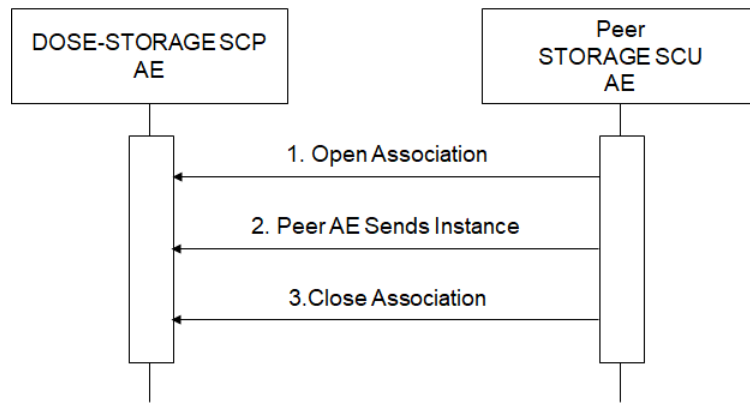 DOSE-STORAGE SCP
AE
Peer
STORAGE SCU
AE
1. Open Association
2. Peer AE Sends Instance
3.Close Association